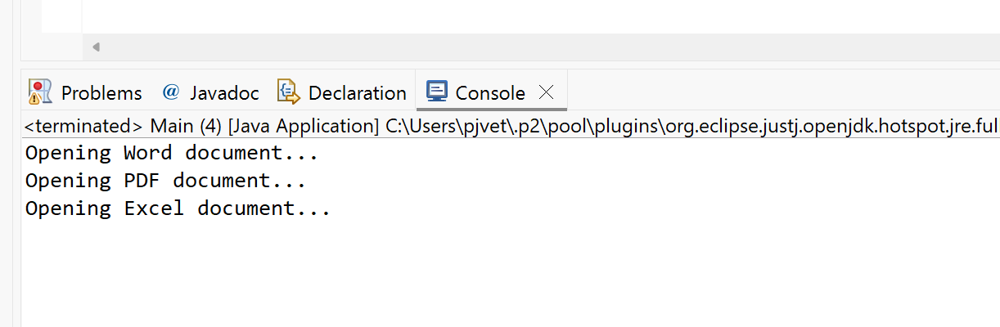 Problems @ Javadoc Declaration Console
<terminated> Main (4) [Java Application] C:\Users\pjvet\.p2\pool\plugins\org.eclipse.justj.openjdk.hotspot.jre.full
Opening Word document...
Opening PDF document...
Opening Excel document...